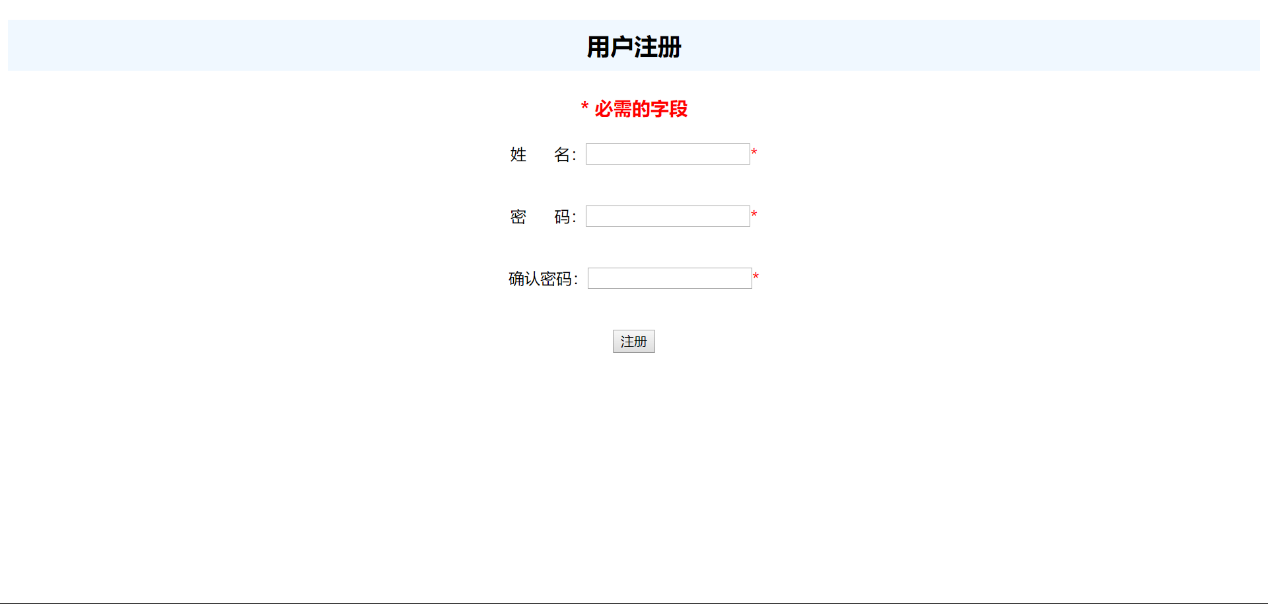 用户注册
* 必需的字段
姓 名： *
密 码： *
确认密码： *
注册